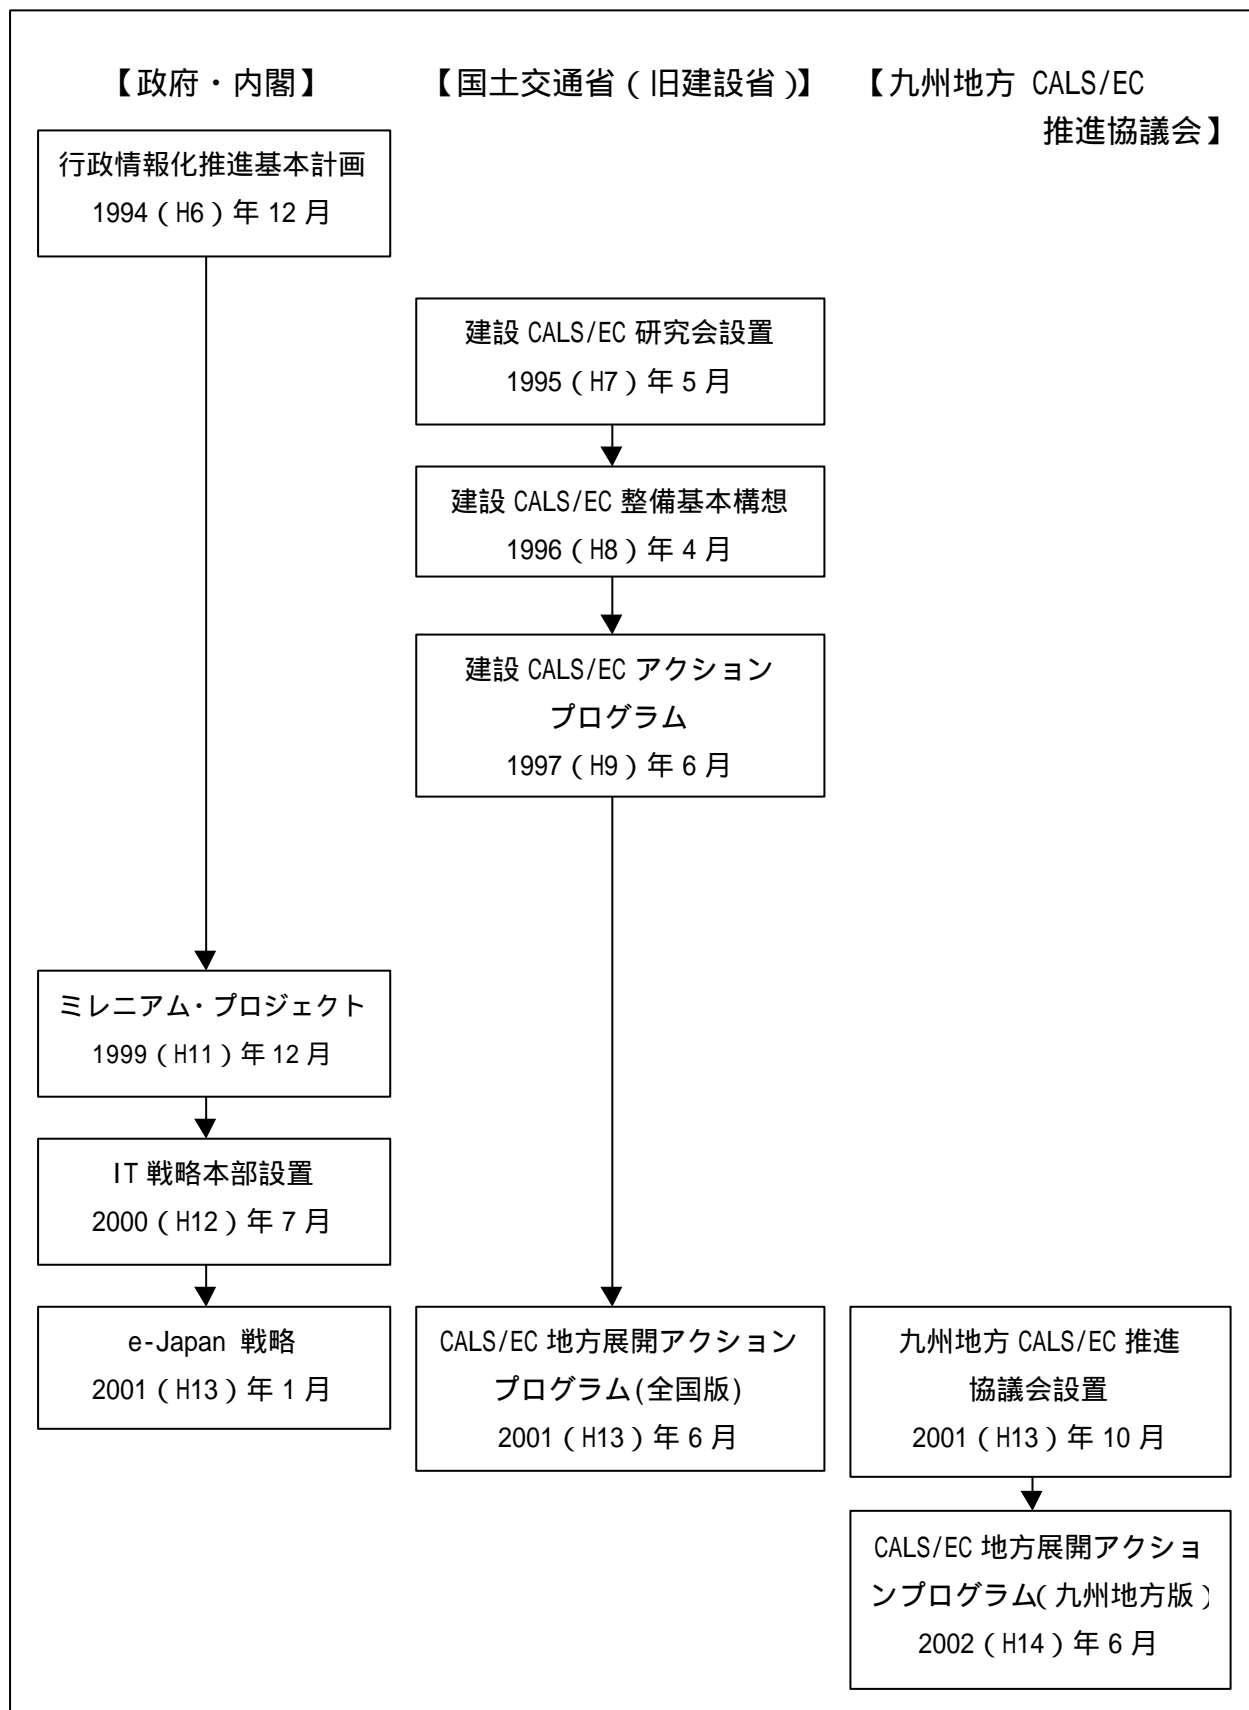 【政府・内閣】
【国土交通省（旧建設省）】
【九州地方 CALS/EC
推進協議会】
行政情報化推進基本計画
1994（H6）年 12 月
建設 CALS/EC 研究会設置
1995（H7）年 5 月
建設 CALS/EC 整備基本構想
1996（H8）年 4 月
建設 CALS/EC アクション
プログラム
1997（H9）年 6 月
ミレニアム・プロジェクト
1999（H11）年 12 月
IT 戦略本部設置
2000（H12）年 7 月
e-Japan 戦略
2001（H13）年 1 月
CALS/EC 地方展開アクション
プログラム(全国版)
2001（H13）年 6 月
九州地方 CALS/EC 推進
協議会設置
2001（H13）年 10 月
CALS/EC 地方展開アクショ
ンプログラム(九州地方版)
2002（H14）年 6 月